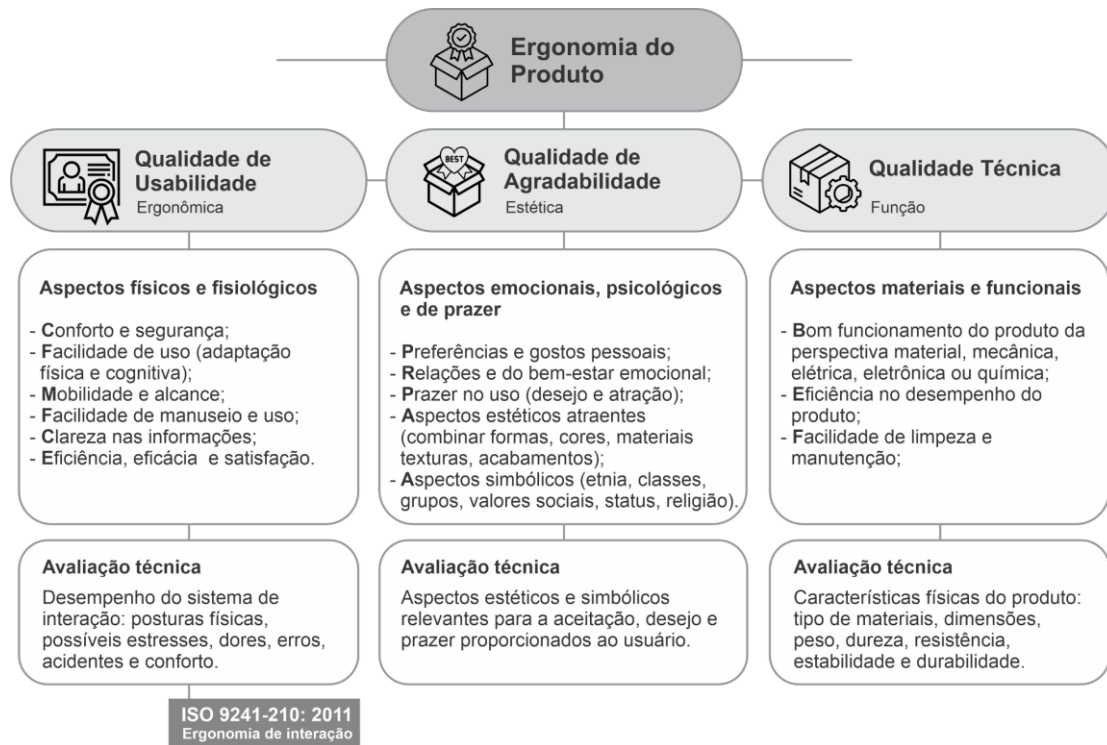 Ergonomia do
Produto
Qualidade de
Usabilidade
Ergonômica
BEST
Qualidade de
Agradabilidade
Estética
Qualidade Técnica
Função
Aspectos físicos e fisiológicos
- Conforto e segurança;
- Facilidade de uso (adaptação
física e cognitiva);
- Mobilidade e alcance;
- Facilidade de manuseio e uso;
- Clareza nas informações;
- Eficiência, eficácia e satisfação.
Aspectos emocionais, psicológicos
e de prazer
- Preferências e gostos pessoais;
- Relações e do bem-estar emocional;
- Prazer no uso (desejo e atração);
- Aspectos estéticos atraentes
(combinar formas, cores, materiais
texturas, acabamentos);
- Aspectos simbólicos (etnia, classes,
grupos, valores sociais, status, religião).
Aspectos materiais e funcionais
- Bom funcionamento do produto da
perspectiva material, mecânica,
elétrica, eletrônica ou química;
- Eficiência no desempenho do
produto;
- Facilidade de limpeza e
manutenção;
Avaliação técnica
Desempenho do sistema de
interação: posturas físicas,
possíveis estresses, dores, erros,
acidentes e conforto.
Avaliação técnica
Aspectos estéticos e simbólicos
relevantes para a aceitação, desejo e
prazer proporcionados ao usuário.
Avaliação técnica
Características físicas do produto:
tipo de materiais, dimensões,
peso, dureza, resistência,
estabilidade e durabilidade.
ISO 9241-210: 2011
Ergonomia de interação